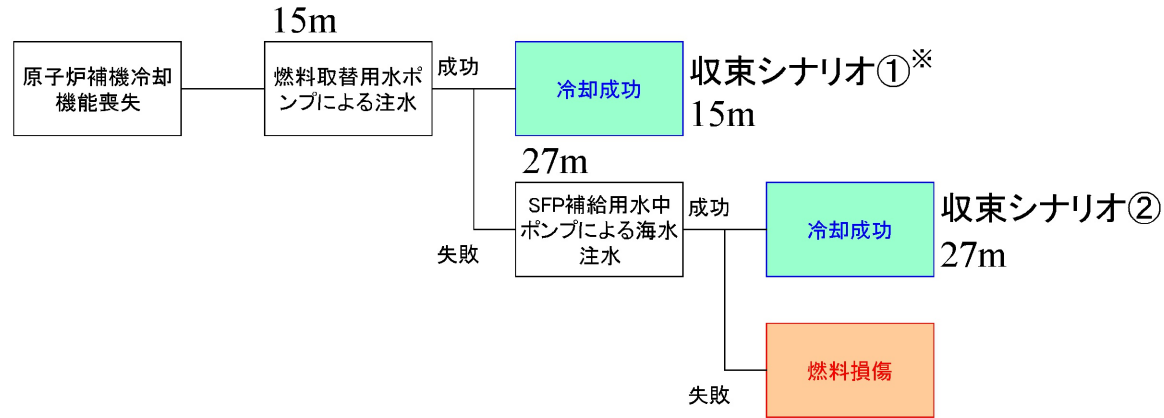 15m
原子炉補機冷却
機能喪失
燃料取替用水ポ
ンプによる注水
成功
冷却成功
収束シナリオ①※
15m
27m
失敗
SFP補給用水中
ポンプによる海水
注水
成功
冷却成功
収束シナリオ②
27m
失敗
燃料損傷